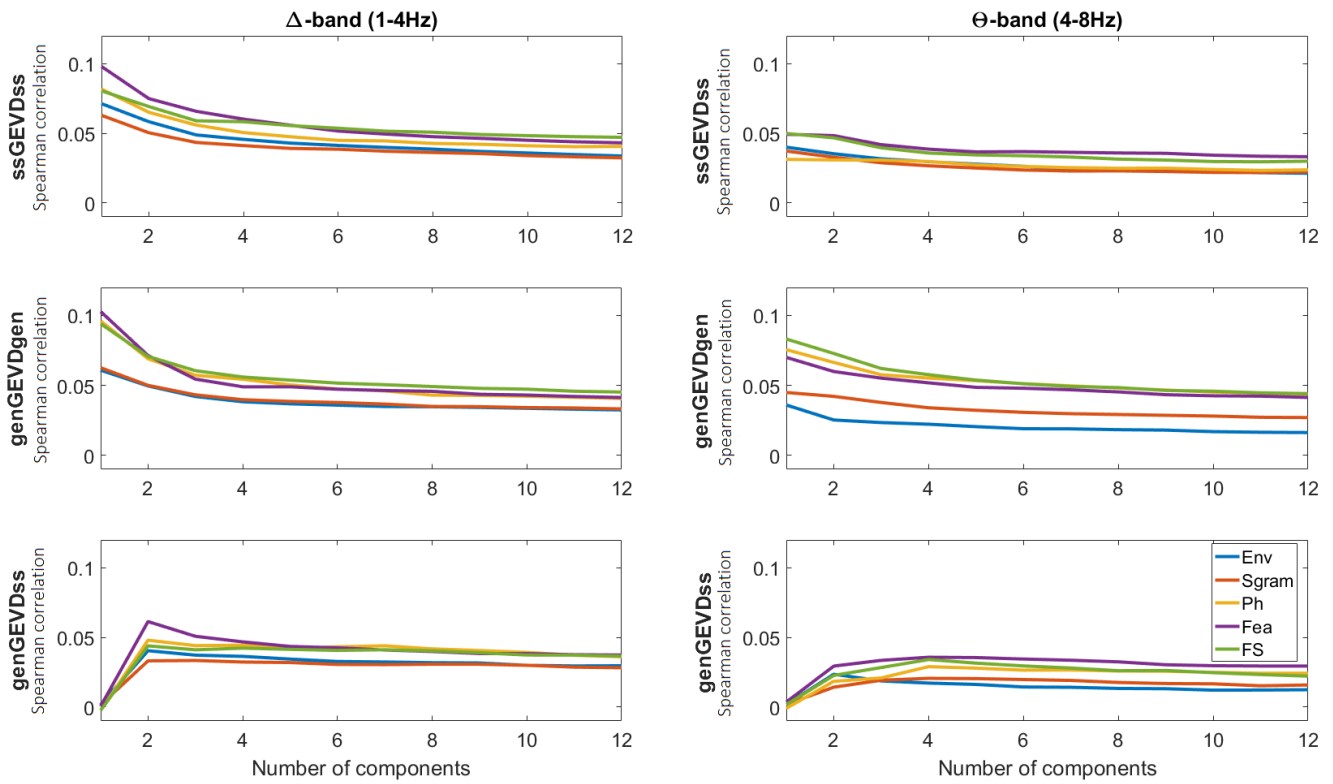 Δ-band (1-4Hz)
Θ-band (4-8Hz)
ssGEVDss
Spearman correlation
0.1
0.05
0
2 4 6 8 10 12
ssGEVDss
Spearman correlation
0.1
0.05
0
2 4 6 8 10 12
genGEVDgen
Spearman correlation
0.1
0.05
0
2 4 6 8 10 12
genGEVDgen
Spearman correlation
0.1
0.05
0
2 4 6 8 10 12
genGEVDss
Spearman correlation
0.1
0.05
0
2 4 6 8 10 12
Number of components
genGEVDss
Spearman correlation
0.1
0.05
0
2 4 6 8 10 12
Number of components
Env
Sgram
Ph
Fea
FS